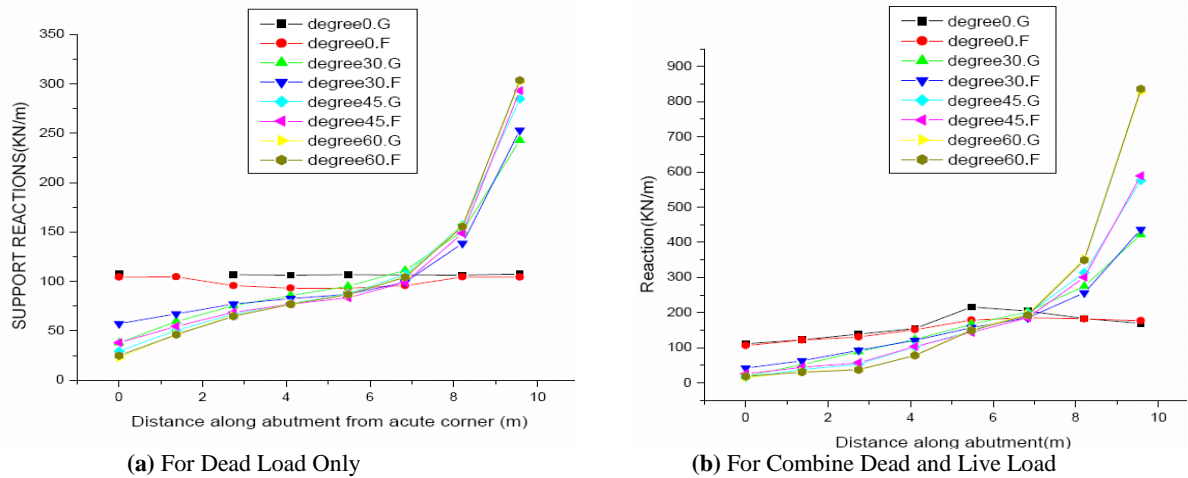 degree0.G
degree0.F
degree30.G
degree30.F
degree45.G
degree45.F
degree60.G
degree60.F
SUPPORT REACTIONS(KN/m)
350
300
250
200
150
100
50
0
0
2
4
6
8
10
Distance along abutment from acute corner (m)
(a) For Dead Load Only
degree0.G
degree0.F
degree30.G
degree30.F
degree45.G
degree45.F
degree60.G
degree60.F
Reaction(KN/m)
900
800
700
600
500
400
300
200
100
0
0
2
4
6
8
10
Distance along abutment(m)
(b) For Combine Dead and Live Load